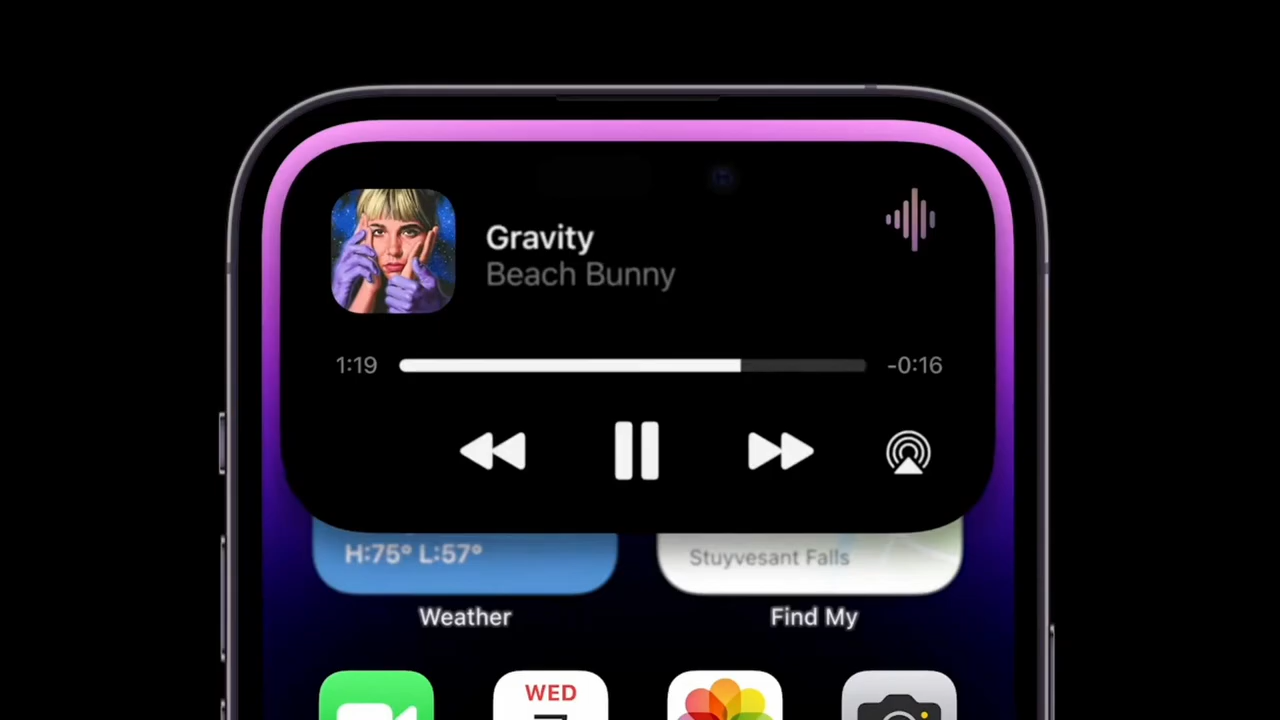 Gravity
Beach Bunny
1:19
-0:16
H:75° L:57°
Stuyvesant Falls
Weather
Find My
WED